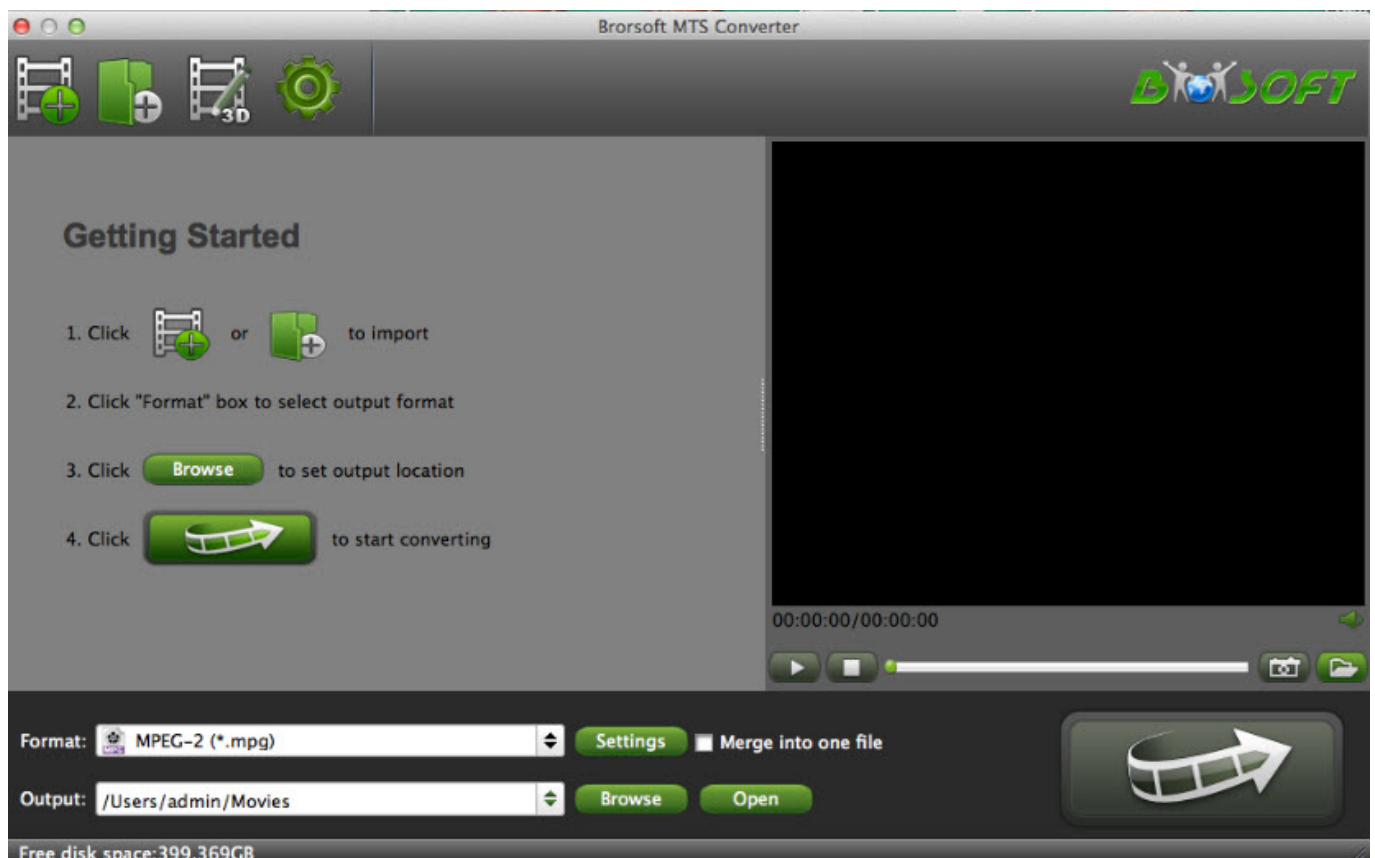 Brorsoft MTS Converter
3D
BRORSOFT
Getting Started
1. Click or to import
2. Click "Format" box to select output format
3. Click Browse to set output location
4. Click to start converting
00:00:00/00:00:00
Format: MPEG-2 (*.mpg) Settings Merge into one file
Output: /Users/admin/Movies Browse Open
Free disk space:399.369GB